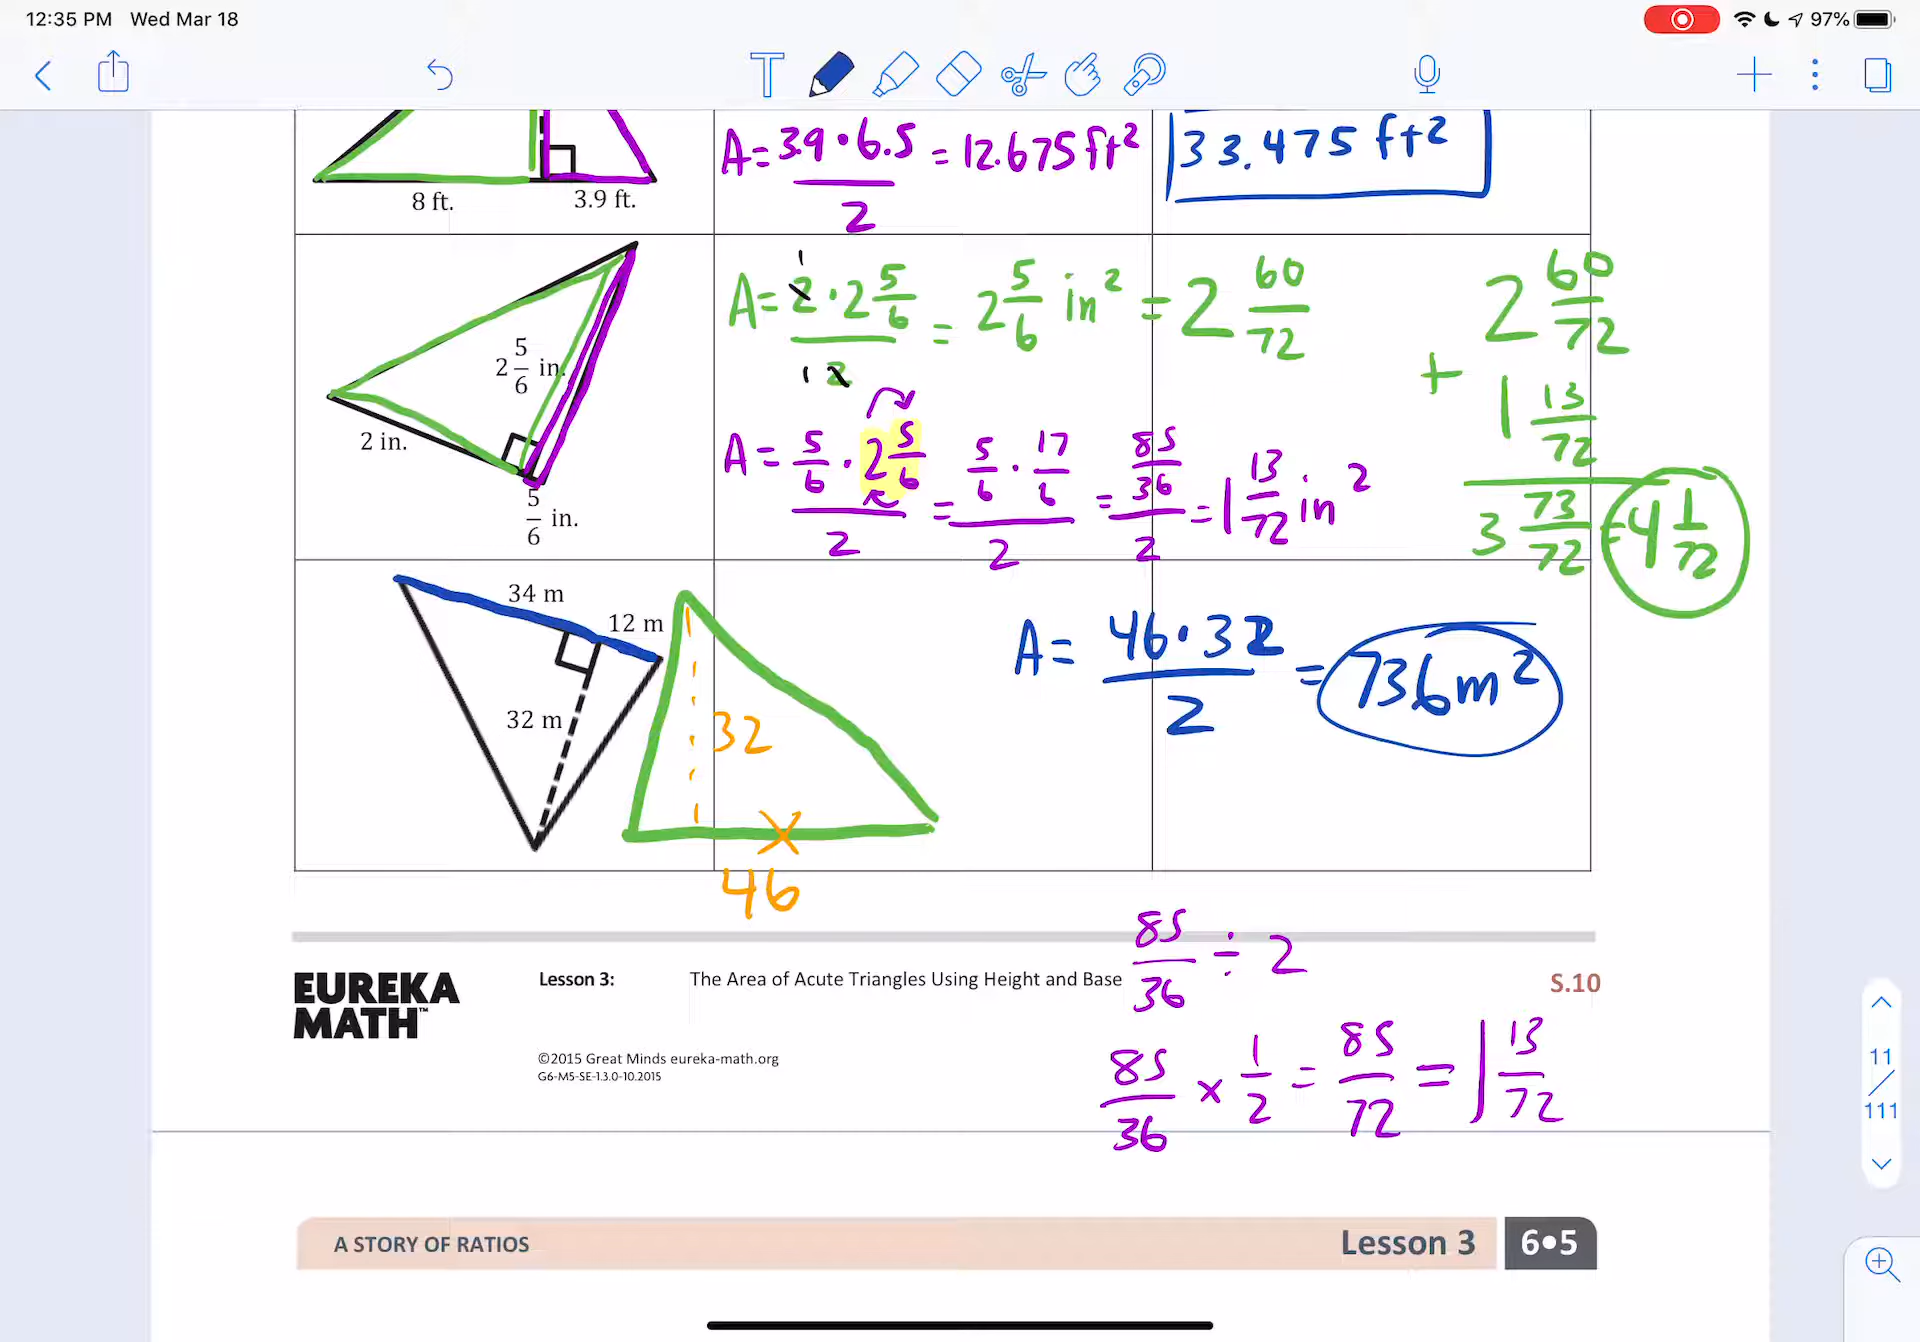 12:35 PM Wed Mar 18 97%
T
8 ft. 3.9 ft.
A = 3.9 · 6.5 / 2 = 12.675 ft²
33.475 ft²
2 5/6 in.
2 in.
5/6 in.
1
A = 2 · 2 5/6 / 2 = 2 5/6 in² = 2 60/72
1
A = 5/6 · 2 5/6 / 2 = 5/6 · 17/6 / 2 = 85/36 / 2 = 1 13/72 in²
2 60/72
+ 1 13/72
3 73/72 = 4 1/72
34 m
12 m
32 m
32
46
A = 46 · 32 / 2 = 736 m²
85/36 ÷ 2
85/36 × 1/2 = 85/72 = 1 13/72
EUREKA
MATH™
Lesson 3: The Area of Acute Triangles Using Height and Base
S.10
©2015 Great Minds eureka-math.org
G6-M5-SE-1.3.0-10.2015
11
/
111
A STORY OF RATIOS Lesson 3 6•5